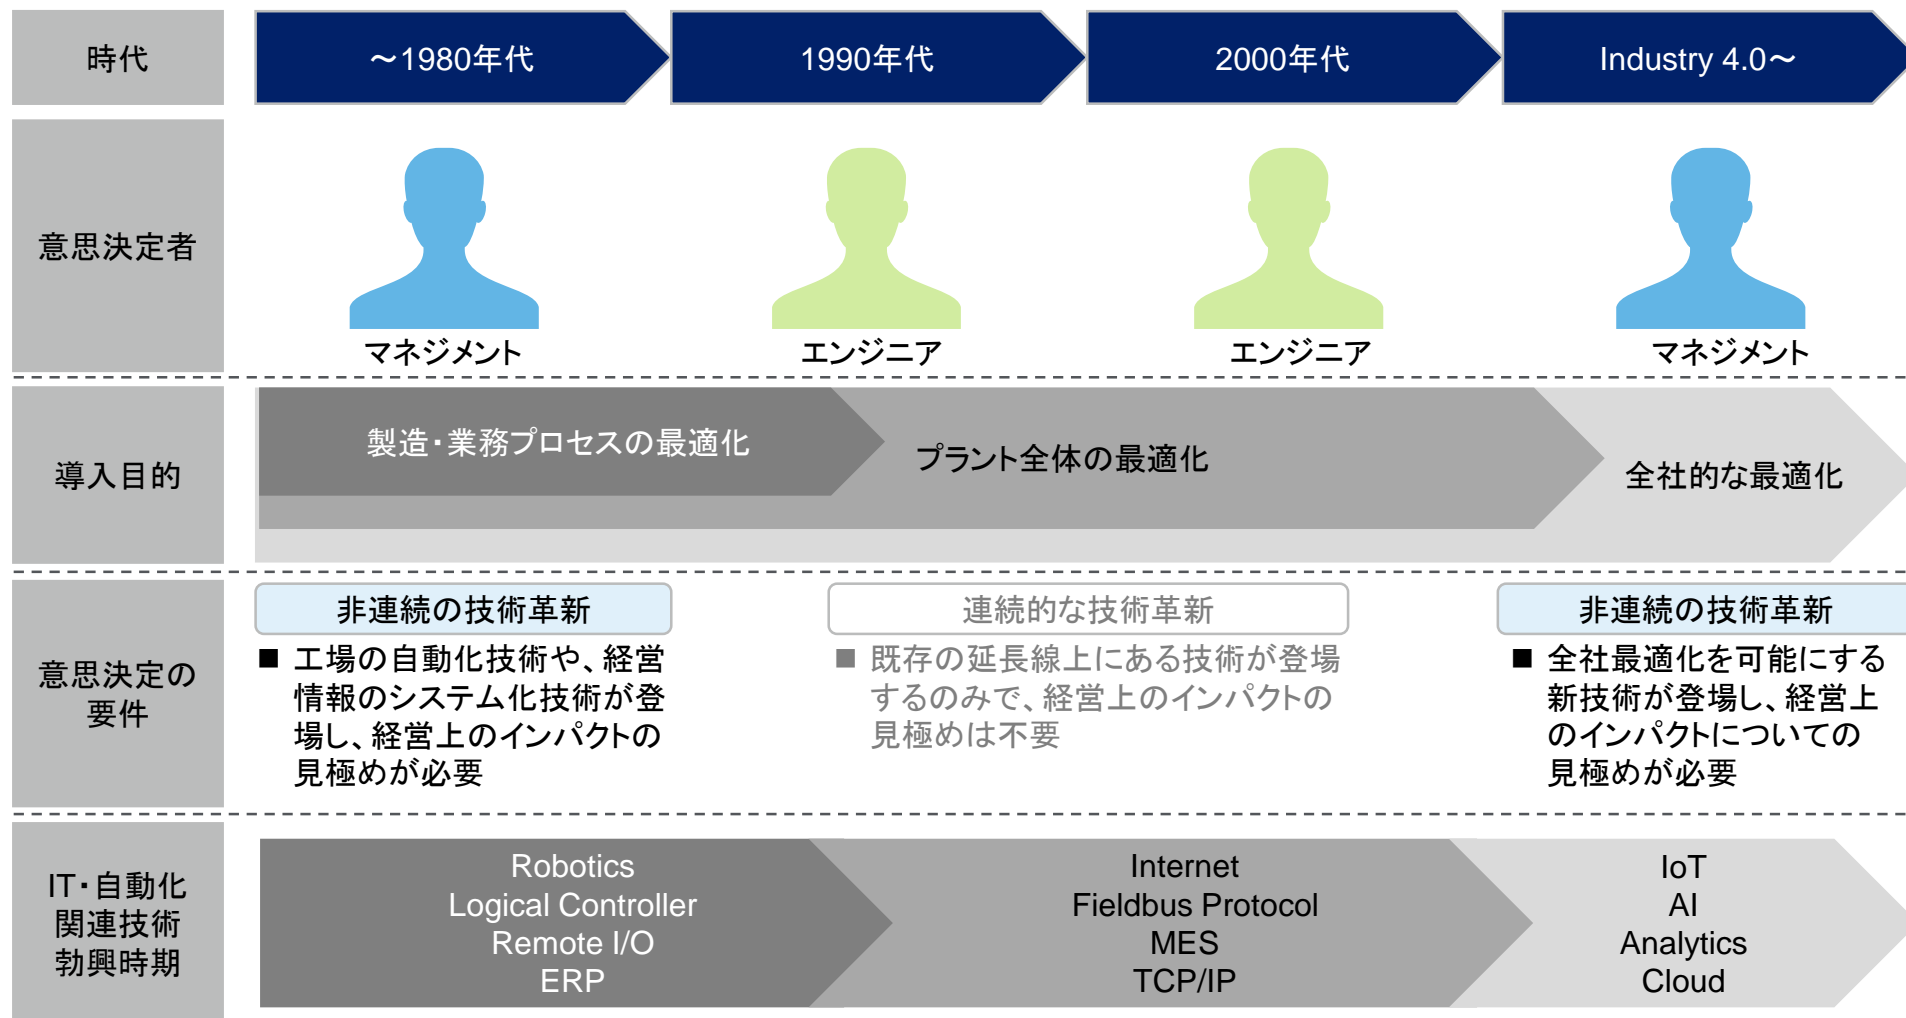 時代
～1980年代
1990年代
2000年代
Industry 4.0～
意思決定者
マネジメント
エンジニア
エンジニア
マネジメント
導入目的
製造・業務プロセスの最適化
プラント全体の最適化
全社的な最適化
意思決定の
要件
非連続の技術革新
■ 工場の自動化技術や、経営
情報のシステム化技術が登
場し、経営上のインパクトの
見極めが必要
連続的な技術革新
■ 既存の延長線上にある技術が登場
するのみで、経営上のインパクトの
見極めは不要
非連続の技術革新
■ 全社最適化を可能にする
新技術が登場し、経営上
のインパクトについての
見極めが必要
IT・自動化
関連技術
勃興時期
Robotics
Logical Controller
Remote I/O
ERP
Internet
Fieldbus Protocol
MES
TCP/IP
IoT
AI
Analytics
Cloud